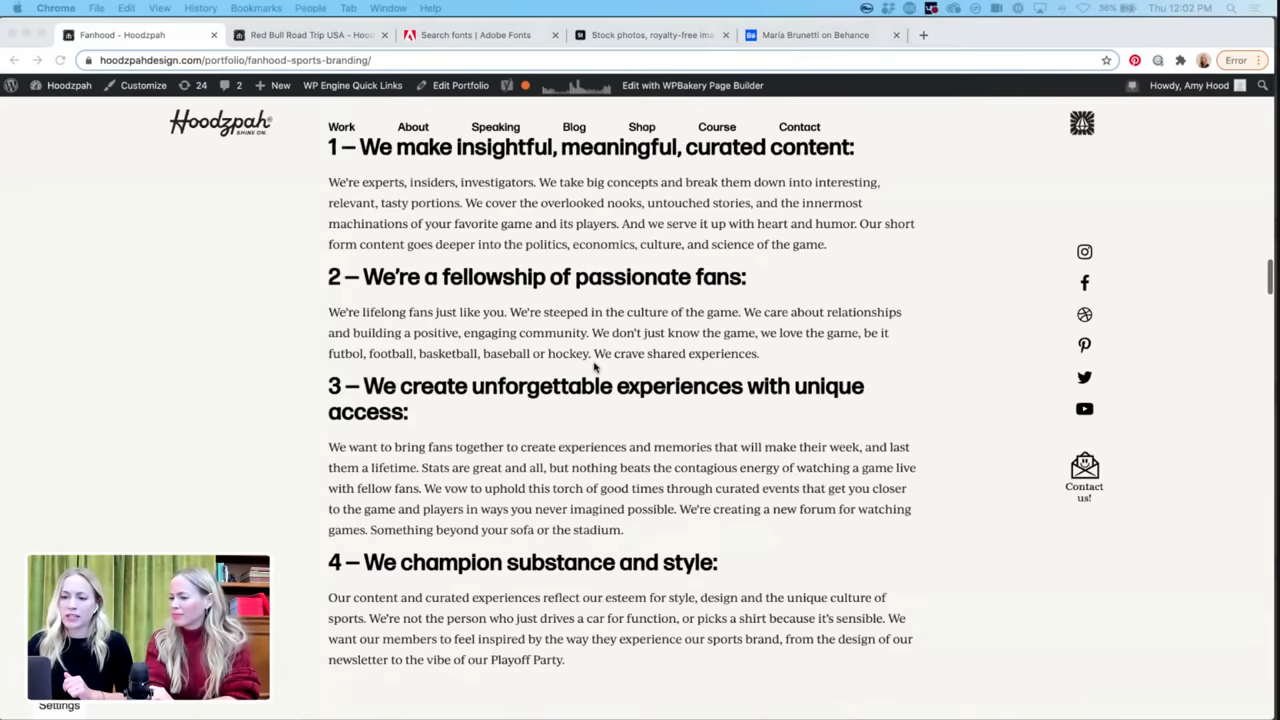 Chrome File Edit View History Bookmarks People Tab Window Help 36% Thu 12:02 PM
Fanhood - Hoodzpah Red Bull Road Trip USA - Hood Search fonts | Adobe Fonts Stock photos, royalty-free ima María Brunetti on Behance
hoodzpahdesign.com/portfolio/fanhood-sports-branding/ Error
Hoodzpah Customize 24 2 New WP Engine Quick Links Edit Portfolio Edit with WPBakery Page Builder Howdy, Amy Hood
Hoodzpah
SHINE ON.
Work About Speaking Blog Shop Course Contact
1 — We make insightful, meaningful, curated content:
We're experts, insiders, investigators. We take big concepts and break them down into interesting,
relevant, tasty portions. We cover the overlooked nooks, untouched stories, and the innermost
machinations of your favorite game and its players. And we serve it up with heart and humor. Our short
form content goes deeper into the politics, economics, culture, and science of the game.
2 — We're a fellowship of passionate fans:
We're lifelong fans just like you. We're steeped in the culture of the game. We care about relationships
and building a positive, engaging community. We don't just know the game, we love the game, be it
futbol, football, basketball, baseball or hockey. We crave shared experiences.
3 — We create unforgettable experiences with unique
access:
We want to bring fans together to create experiences and memories that will make their week, and last
them a lifetime. Stats are great and all, but nothing beats the contagious energy of watching a game live
with fellow fans. We vow to uphold this torch of good times through curated events that get you closer
to the game and players in ways you never imagined possible. We're creating a new forum for watching
games. Something beyond your sofa or the stadium.
4 — We champion substance and style:
Our content and curated experiences reflect our esteem for style, design and the unique culture of
sports. We're not the person who just drives a car for function, or picks a shirt because it's sensible. We
want our members to feel inspired by the way they experience our sports brand, from the design of our
newsletter to the vibe of our Playoff Party.
Contact
us!
Settings